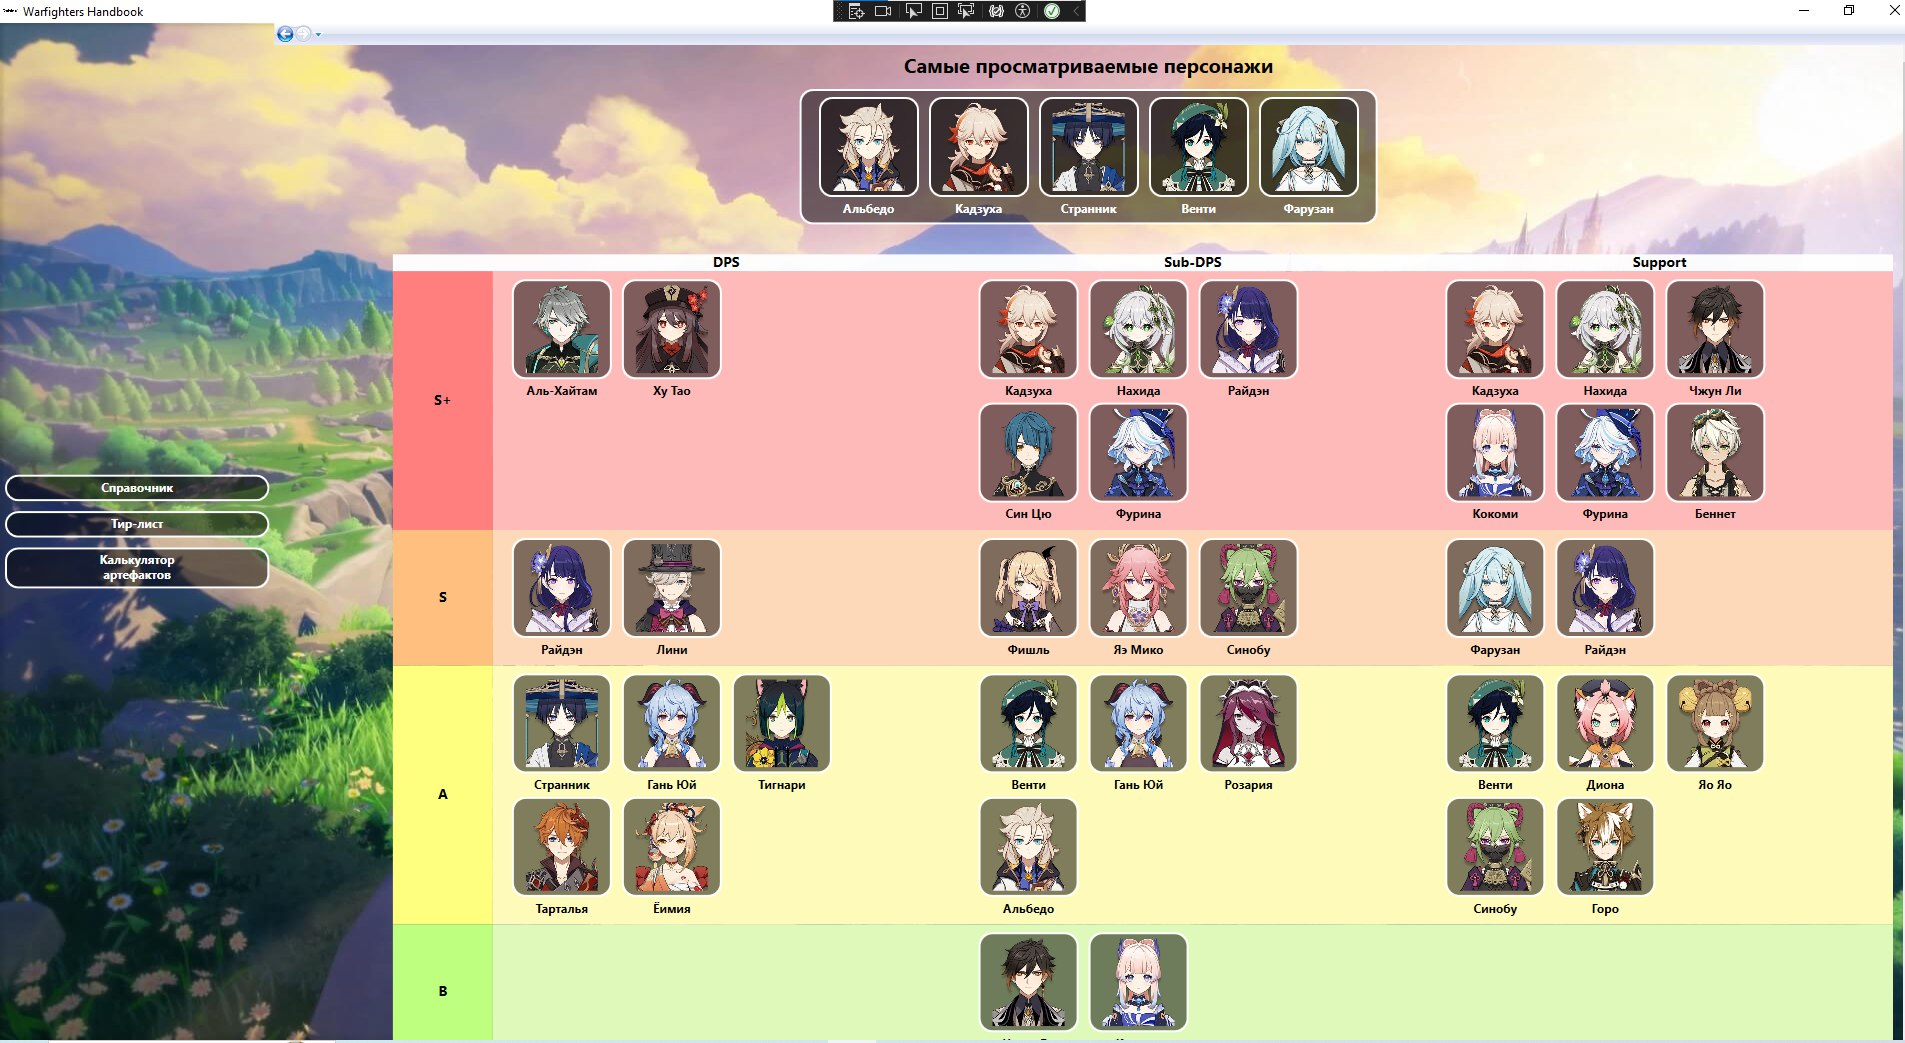 Warfighters Handbook
Самые просматриваемые персонажи
Альбедо Кадзуха Странник Венти Фарузан
Справочник
Тир-лист
Калькулятор
артефактов
DPS Sub-DPS Support
S+
Аль-Хайтам Ху Тао Кадзуха Нахида Райдэн Кадзуха Нахида Чжун Ли
Син Цю Фурина Кокоми Фурина Беннет
S
Райдэн Лини Фишль Яэ Мико Синобу Фарузан Райдэн
A
Странник Гань Юй Тигнари Венти Гань Юй Розария Венти Диона Яо Яо
Тарталья Ёимия Альбедо Синобу Горо
B